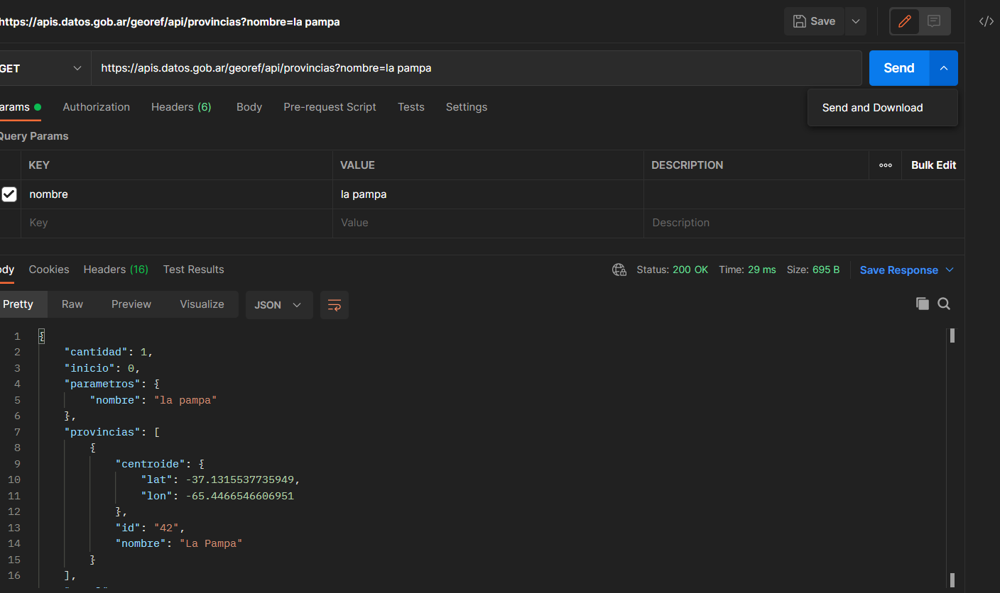 https://apis.datos.gob.ar/georef/api/provincias?nombre=la pampa Save </>
GET https://apis.datos.gob.ar/georef/api/provincias?nombre=la pampa Send
arams Authorization Headers (6) Body Pre-request Script Tests Settings Send and Download
Query Params
KEY VALUE DESCRIPTION ooo Bulk Edit
nombre la pampa
Key Value Description
ody Cookies Headers (16) Test Results Status: 200 OK Time: 29 ms Size: 695 B Save Response
Pretty Raw Preview Visualize JSON
1 {
2 "cantidad": 1,
3 "inicio": 0,
4 "parametros": {
5 "nombre": "la pampa"
6 },
7 "provincias": [
8 {
9 "centroide": {
10 "lat": -37.1315537735949,
11 "lon": -65.4466546606951
12 },
13 "id": "42",
14 "nombre": "La Pampa"
15 }
16 ],